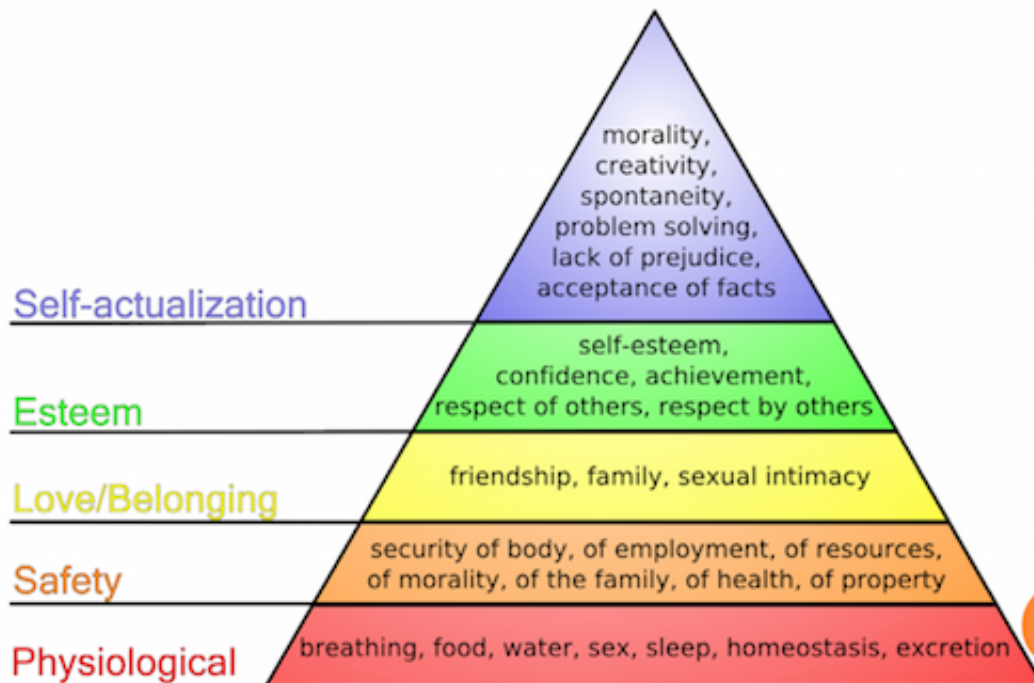 morality,
creativity,
spontaneity,
problem solving,
lack of prejudice,
acceptance of facts
Self-actualization
self-esteem,
confidence, achievement,
respect of others, respect by others
Esteem
friendship, family, sexual intimacy
Love/Belonging
security of body, of employment, of resources,
of morality, of the family, of health, of property
Safety
breathing, food, water, sex, sleep, homeostasis, excretion
Physiological